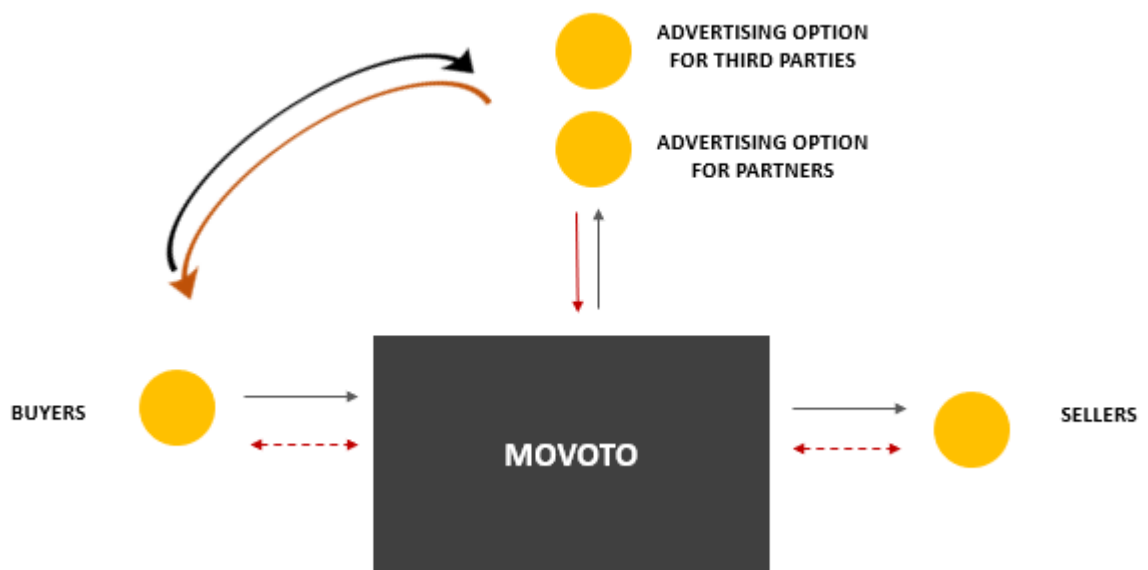 ADVERTISING OPTION
FOR THIRD PARTIES
ADVERTISING OPTION
FOR PARTNERS
BUYERS
MOVOTO
SELLERS